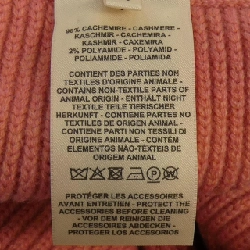 98% CACHEMIRE - CASHMERE -
KASCHMIR - CACHEMIRA -
KASHMIR - CAXEMIRA
2% POLYAMIDE - POLYAMID -
POLIAMMIDE - POLIAMIDA
CONTIENT DES PARTIES NON
TEXTILES D'ORIGINE ANIMALE -
CONTAINS NON-TEXTILE PARTS OF
ANIMAL ORIGIN - ENTHÄLT NICHT
TEXTILE TEILE TIERISCHER
HERKUNFT - CONTIENE PARTES NO
TEXTILES DE ORIGEN ANIMAL -
CONTIENE PARTI NON TESSILI DI
ORIGINE ANIMALE - CONTÉM
ELEMENTOS NÃO-TEXTEIS DE
ORIGEM ANIMAL
PROTÉGER LES ACCESSOIRES
AVANT ENTRETIEN - PROTECT THE
ACCESSORIES BEFORE CLEANING
- VOR DEM REINIGEN DIE
ACCESSOIRES ABDECKEN -
PROTEGER LOS ACCESORIOS